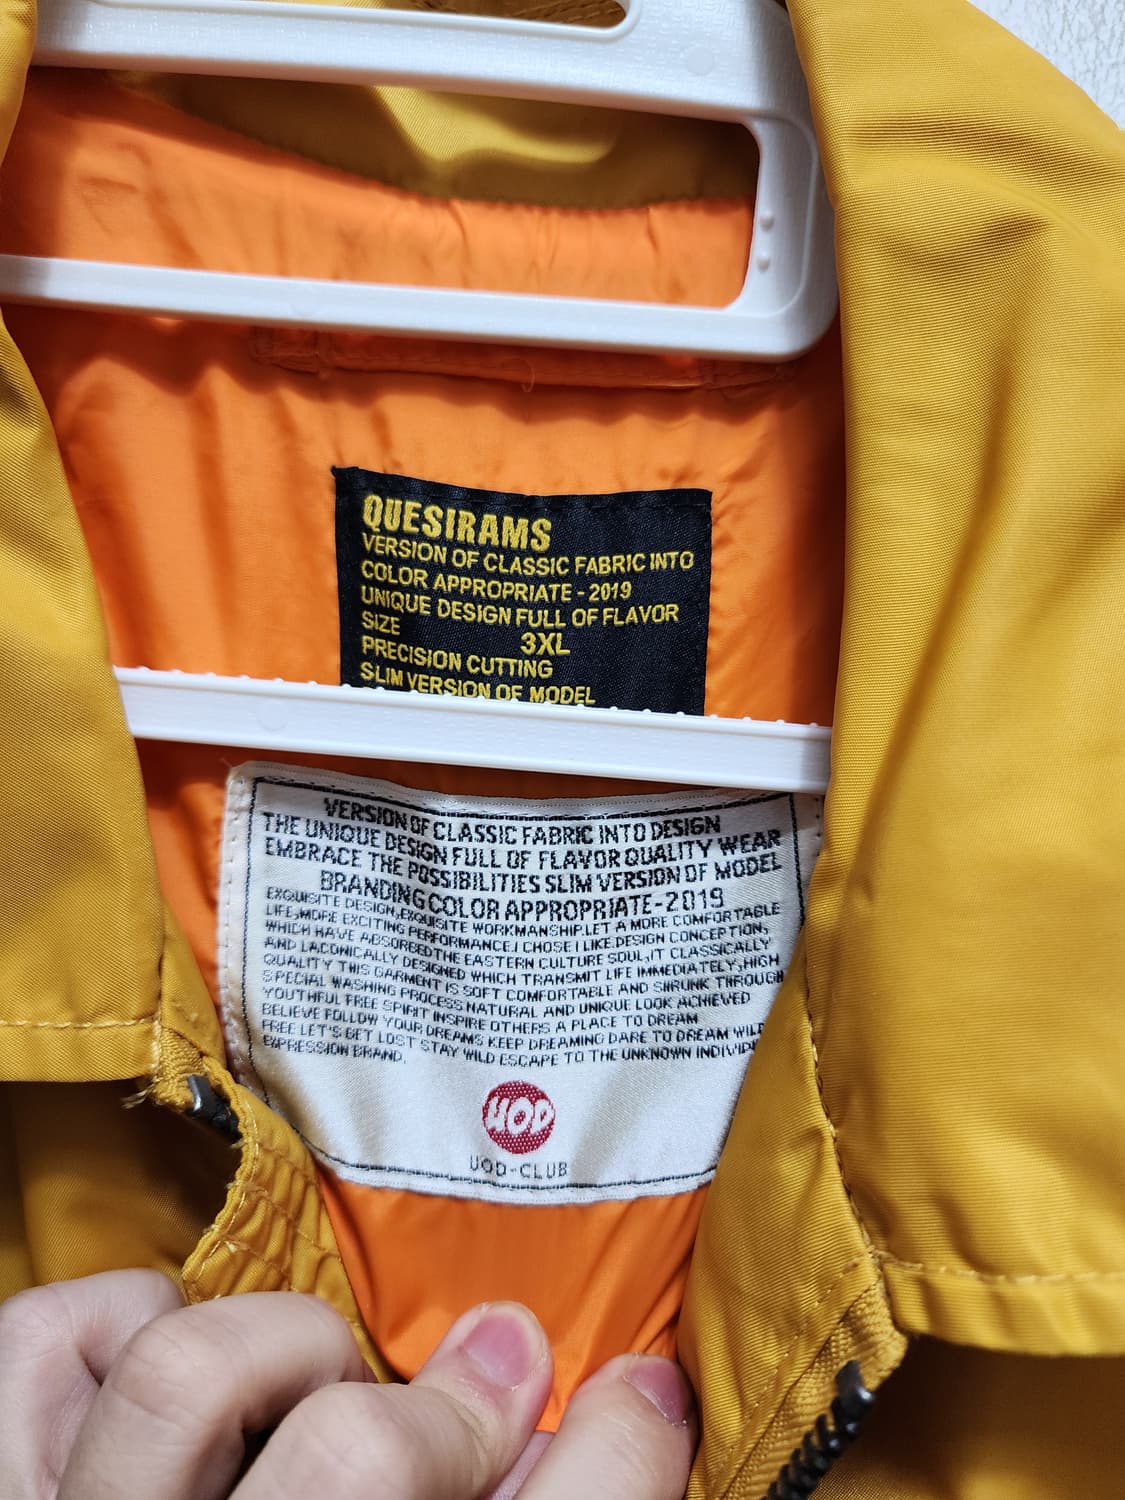 QUESIRAMS
VERSION OF CLASSIC FABRIC INTO
COLOR APPROPRIATE - 2019
UNIQUE DESIGN FULL OF FLAVOR
SIZE 3XL
PRECISION CUTTING
SLIM VERSION OF MODEL
VERSION OF CLASSIC FABRIC INTO DESIGN
THE UNIQUE DESIGN FULL OF FLAVOR QUALITY WEAR
EMBRACE THE POSSIBILITIES SLIM VERSION OF MODEL
BRANDING COLOR APPROPRIATE-2019
EXQUISITE DESIGN,EXQUISITE WORKMANSHIP.LET A MORE COMFORTABLE
LIFE,MORE EXCITING PERFORMANCE.I CHOSE I LIKE.DESIGN CONCEPTION,
WHICH HAVE ABSORBED THE EASTERN CULTURE SOUL,IT CLASSICALLY
AND LACONICALLY DESIGNED WHICH TRANSMIT LIFE IMMEDIATELY,HIGH
QUALITY THIS GARMENT IS SOFT COMFORTABLE AND SHRUNK THROUGH
SPECIAL WASHING PROCESS NATURAL AND UNIQUE LOOK ACHIEVED
YOUTHFUL FREE SPIRIT INSPIRE OTHERS A PLACE TO DREAM
BELIEVE FOLLOW YOUR DREAMS KEEP DREAMING DARE TO DREAM WILD
FREE LET'S GET LOST STAY WILD ESCAPE TO THE UNKNOWN
EXPRESSION BRAND.
UOD
UOD-CLUB